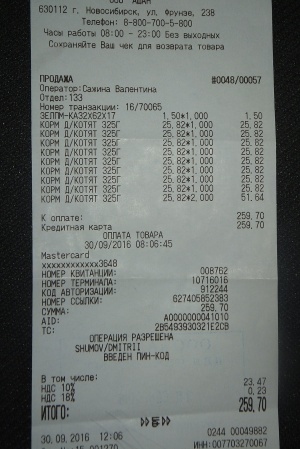 ООО "АШАН"
630112 г. Новосибирск, ул. Фрунзе, 238
Телефон: 8-800-700-5-800
Часы работы 08:00 - 23:00 Без выходных
Сохраняйте Ваш чек для возврата товара
ПРОДАЖА #0048/00057
Оператор:Сажина Валентина
Отдел:133
Номер транзакции: 16/70065
ЗЕЛПМ-КА32X62X17 1,50*1,000 1.50
КОРМ Д/КОТЯТ 325Г 25,82*1,000 25.82
КОРМ Д/КОТЯТ 325Г 25,82*1,000 25.82
КОРМ Д/КОТЯТ 325Г 25,82*1,000 25.82
КОРМ Д/КОТЯТ 325Г 25,82*1,000 25.82
КОРМ Д/КОТЯТ 325Г 25,82*1,000 25.82
КОРМ Д/КОТЯТ 325Г 25,82*1,000 25.82
КОРМ Д/КОТЯТ 325Г 25,82*1,000 25.82
КОРМ Д/КОТЯТ 325Г 25,82*1,000 25.82
КОРМ Д/КОТЯТ 325Г 25,82*2,000 51.64
К оплате: 259.70
Кредитная карта 259.70
ОПЛАТА ТОВАРА
30/09/2016 08:06:45
Mastercard
xxxxxxxxxxxx3648
НОМЕР КВИТАНЦИИ: 008762
НОМЕР ТЕРМИНАЛА: 10716016
КОД АВТОРИЗАЦИИ: 912244
НОМЕР ССЫЛКИ: 627405852383
СУММА: 259,70
AID: A0000000041010
TC: 2B5493930321E2CB
ОПЕРАЦИЯ РАЗРЕШЕНА
SHUMOV/DMITRII
ВВЕДЕН ПИН-КОД
В том числе:
НДС 10% 23.47
НДС 18% 0.23
ИТОГО: 259,70
30.09.2016 12:06 0244 00049882
ИНН:007703270067